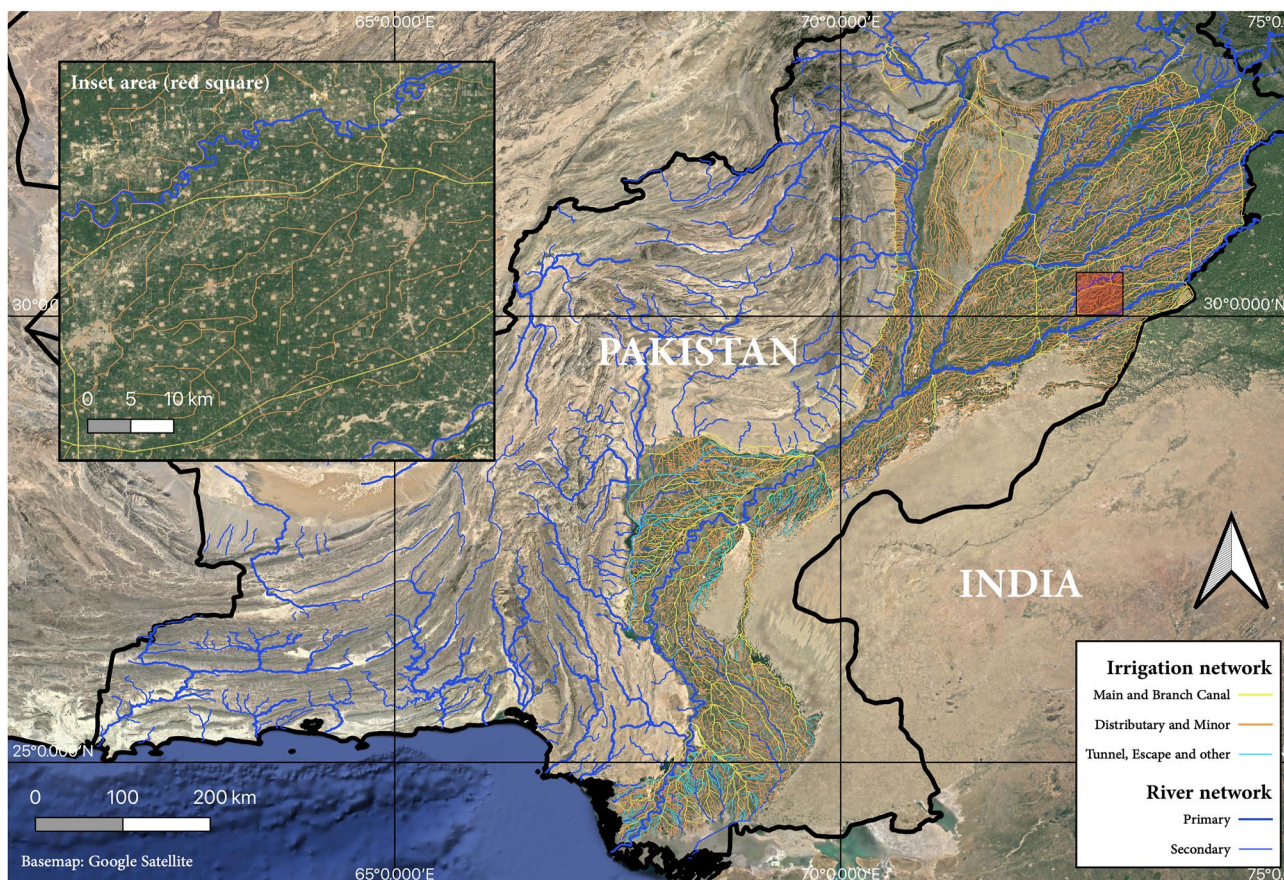 65°0.000′E
70°0.000′E
75°0.
Inset area (red square)
0 5 10 km
30°0.0
30°0.000′N
PAKISTAN
INDIA
25°0.000′N
0 100 200 km
Basemap: Google Satellite
Irrigation network
Main and Branch Canal
Distributary and Minor
Tunnel, Escape and other
River network
Primary
Secondary
65°0.000′E
70°0.000′E
75°0.